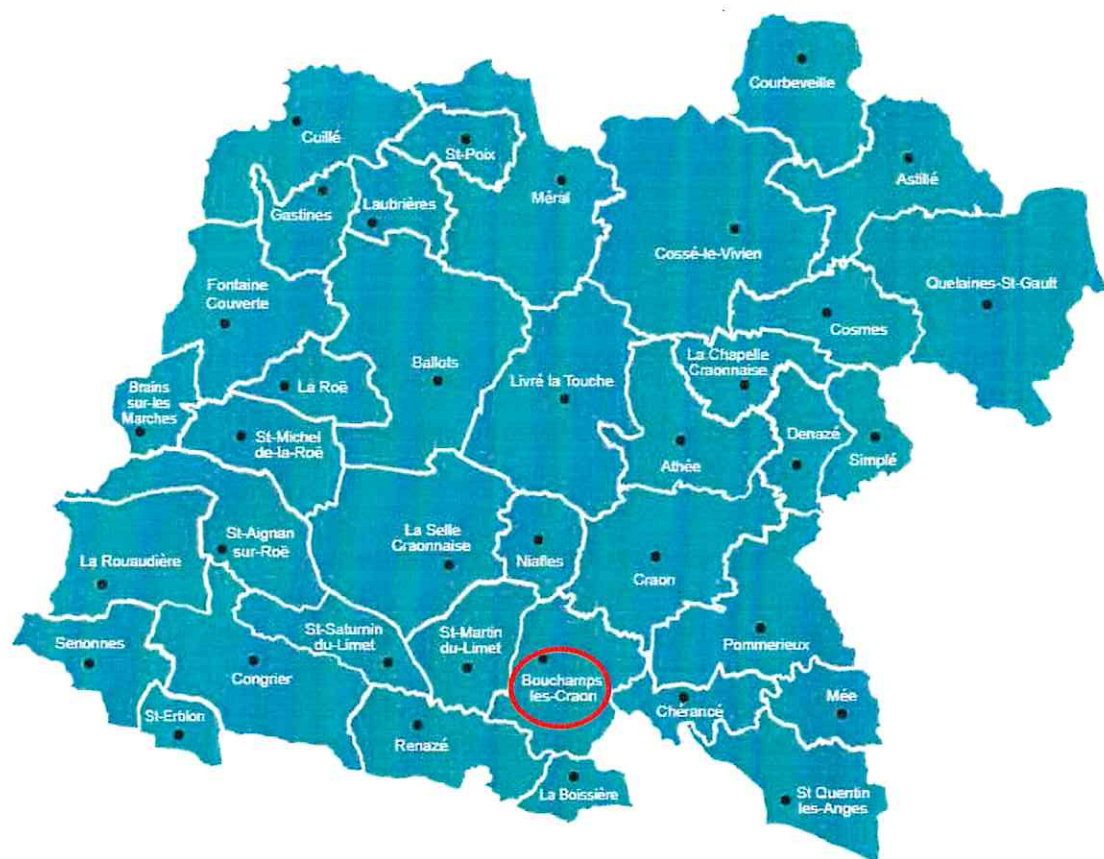 Courbeveille
Cuillé
St-Poix
Astillé
Méral
Gastines
Laubrières
Cossé-le-Vivien
Quelaines-St-Gault
Fontaine
Couverte
Cosmes
La Chapelle
Craonnaise
Ballots
Livré la Touche
La Roë
Brains
sur-les
Marches
St-Michel
de-la-Roë
Denazé
Simplé
Athée
La Selle
Craonnaise
St-Aignan
sur-Roë
Niafles
La Rouaudière
Craon
St-Saturnin
du-Limet
St-Martin
du-Limet
Senonnes
Congrier
Pommerieux
Bouchamps
les-Craon
Chérancé
Mée
St-Erblon
Renazé
La Boissière
St Quentin
les-Anges